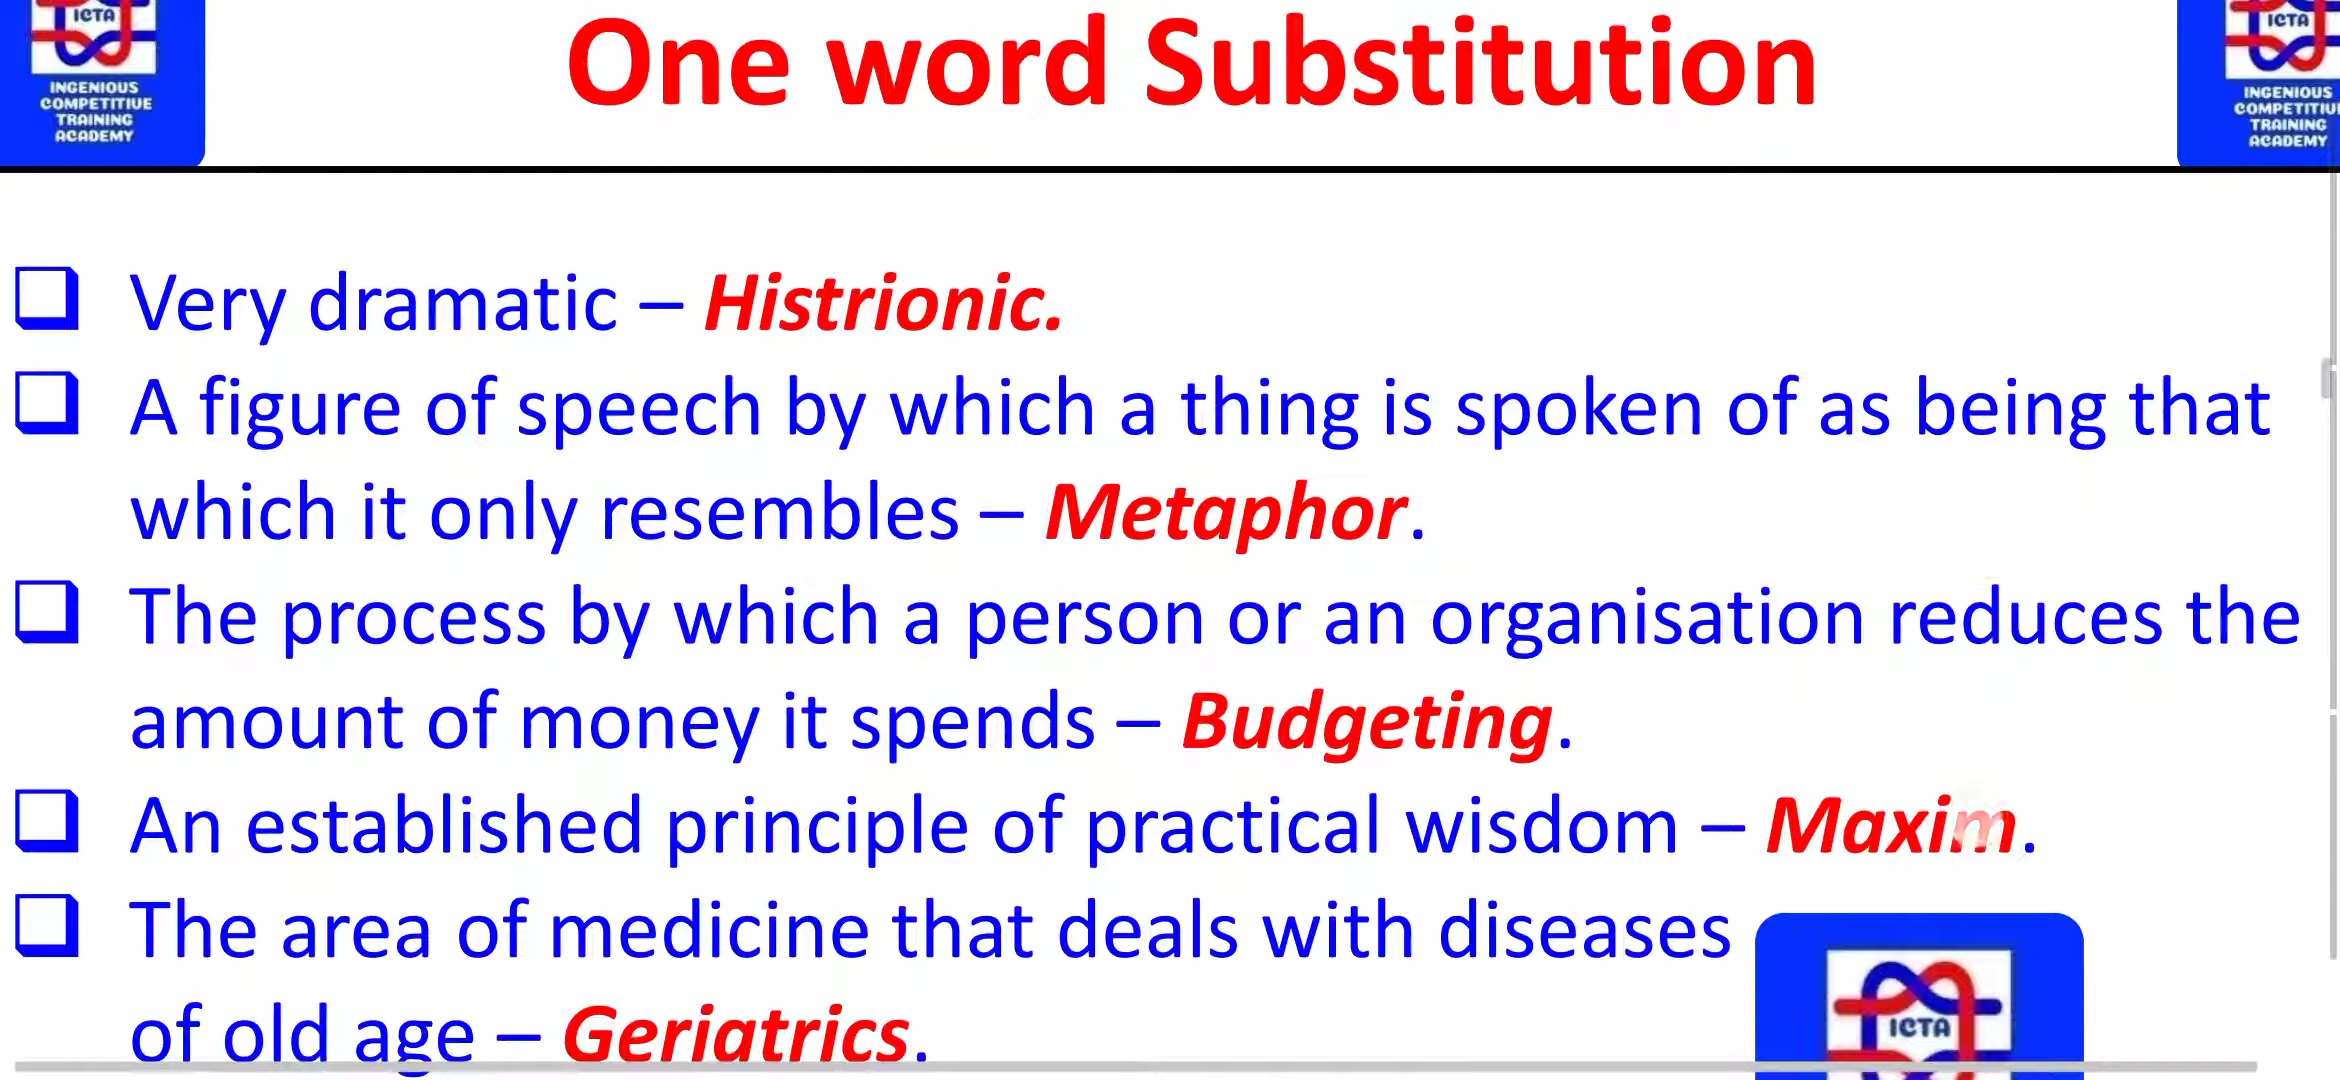 ICTA
INGENIOUS
COMPETITIVE
TRAINING
ACADEMY
One word Substitution
ICTA
INGENIOUS
COMPETITIU
TRAINING
ACADEMY
Very dramatic – Histrionic.
A figure of speech by which a thing is spoken of as being that
which it only resembles – Metaphor.
The process by which a person or an organisation reduces the
amount of money it spends – Budgeting.
An established principle of practical wisdom – Maxim.
The area of medicine that deals with diseases
of old age – Geriatrics.
ICTA